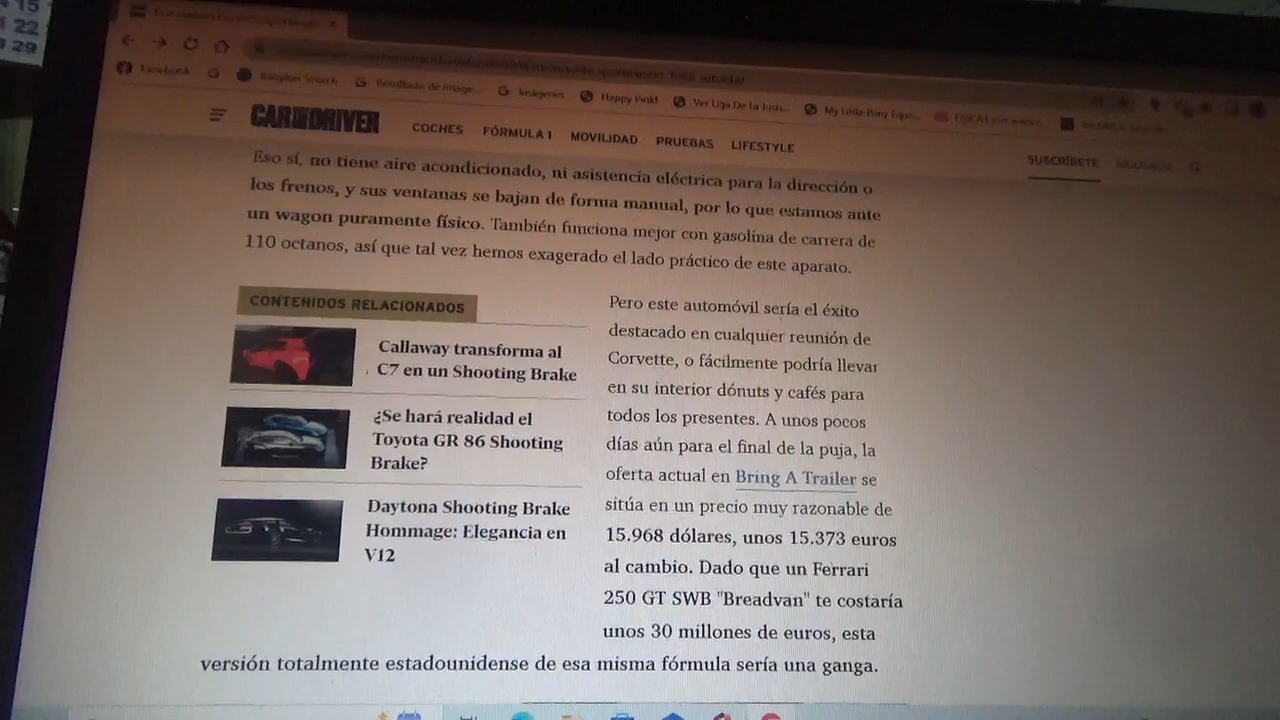 15
22
29
Facebook
Babylon Search
Resultado de image...
Imágenes
Happy Pink!
Ver Liga De La Justi...
My Little Pony Eque...
CAR AND DRIVER
COCHES
FÓRMULA 1
MOVILIDAD
PRUEBAS
LIFESTYLE
SUSCRÍBETE
Eso sí, no tiene aire acondicionado, ni asistencia eléctrica para la dirección o
los frenos, y sus ventanas se bajan de forma manual, por lo que estamos ante
un wagon puramente físico. También funciona mejor con gasolina de carrera de
110 octanos, así que tal vez hemos exagerado el lado práctico de este aparato.
CONTENIDOS RELACIONADOS
Callaway transforma al
C7 en un Shooting Brake
¿Se hará realidad el
Toyota GR 86 Shooting
Brake?
Daytona Shooting Brake
Hommage: Elegancia en
V12
Pero este automóvil sería el éxito
destacado en cualquier reunión de
Corvette, o fácilmente podría llevar
en su interior dónuts y cafés para
todos los presentes. A unos pocos
días aún para el final de la puja, la
oferta actual en Bring A Trailer se
sitúa en un precio muy razonable de
15.968 dólares, unos 15.373 euros
al cambio. Dado que un Ferrari
250 GT SWB "Breadvan" te costaría
unos 30 millones de euros, esta
versión totalmente estadounidense de esa misma fórmula sería una ganga.